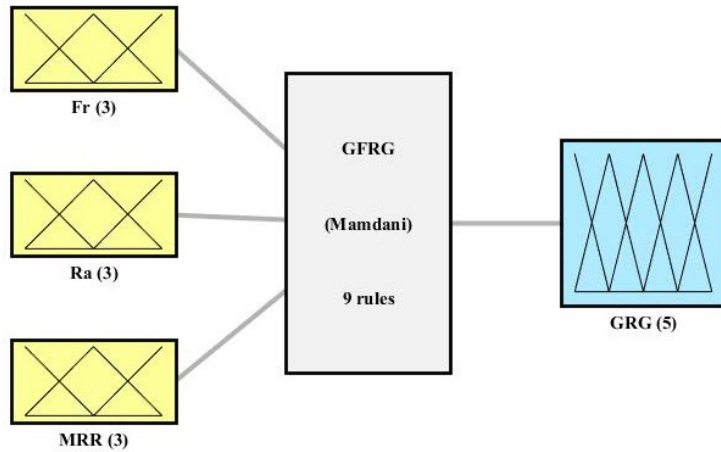 Fr (3)
GFRG
Ra (3)
(Mamdani)
9 rules
GRG (5)
MRR (3)